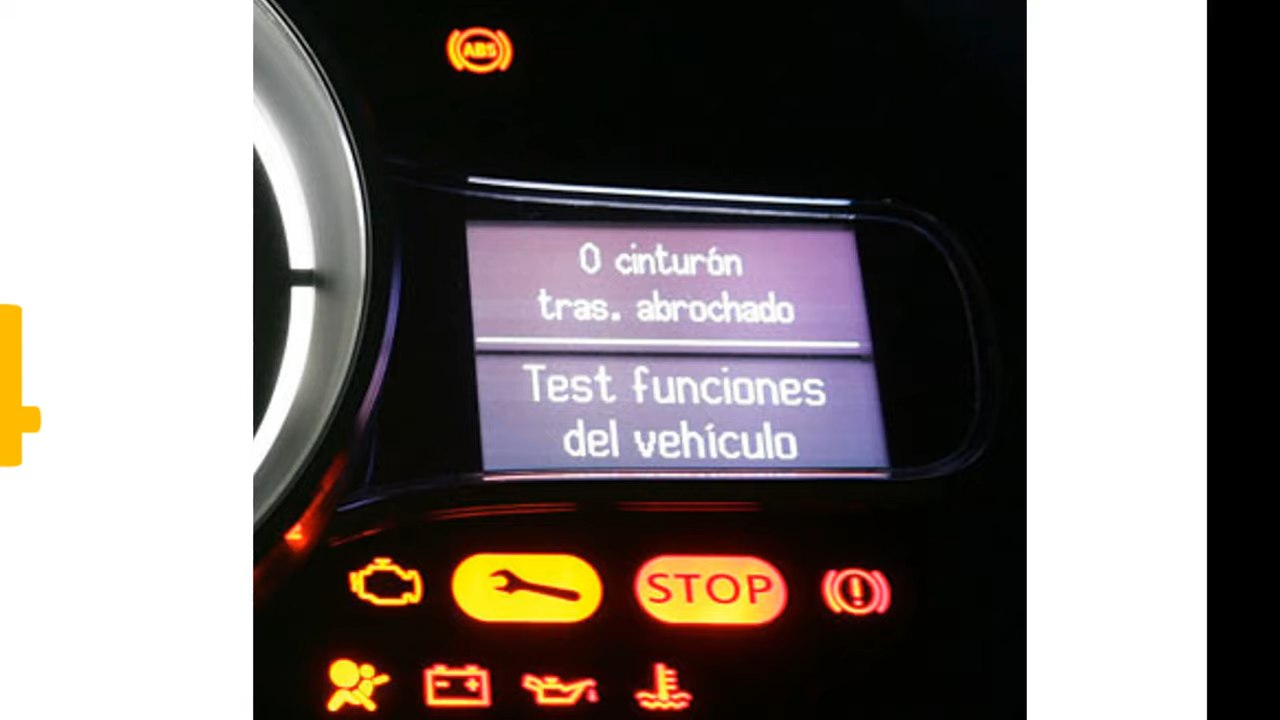 ABS
0 cinturón
tras. abrochado
Test funciones
del vehículo
STOP